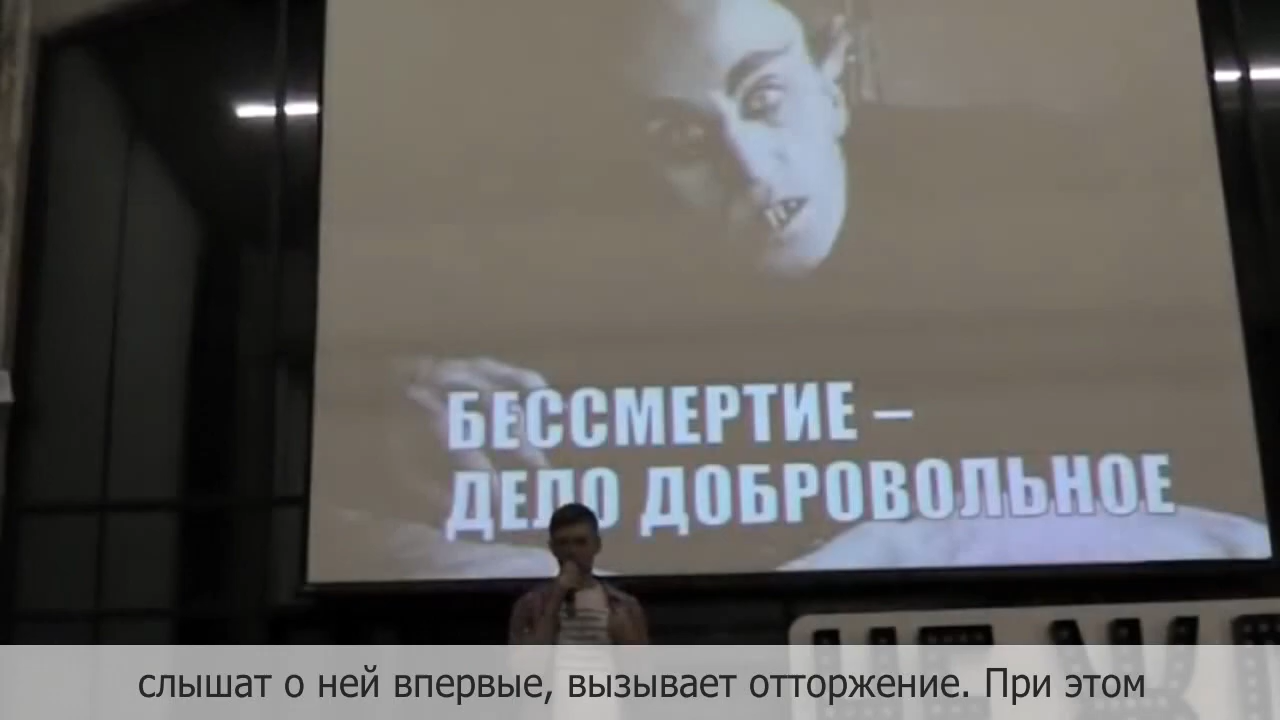 БЕССМЕРТИЕ –
ДЕЛО ДОБРОВОЛЬНОЕ
слышат о ней впервые, вызывает отторжение. При этом